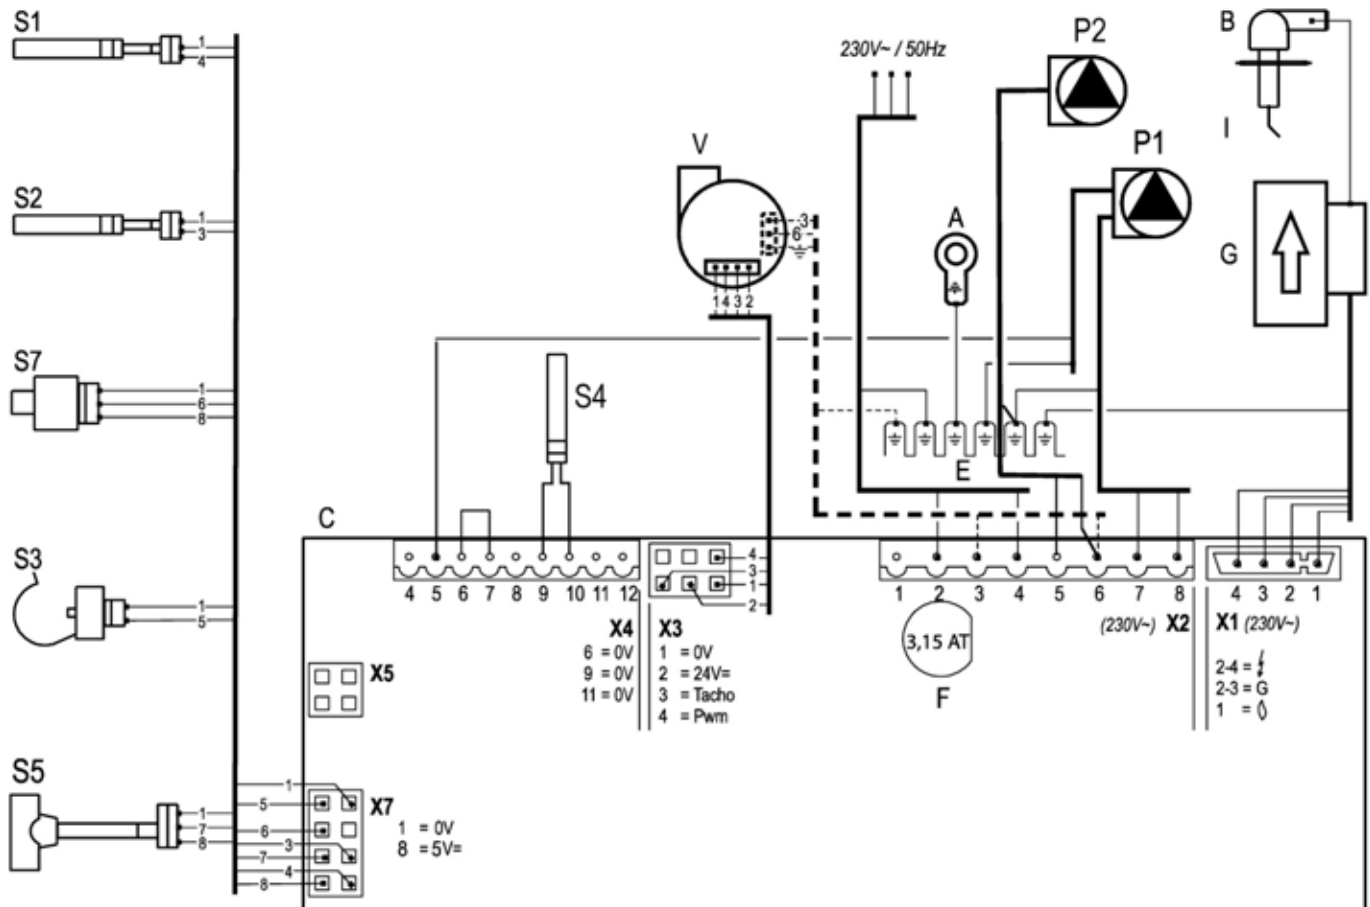 S1
1
4
S2
1
3
S7
1
6
8
S3
1
5
S5
1
7
8
1
5
6
3
7
4
8
X7
1 = 0V
8 = 5V=
X5
C
S4
4 5 6 7 8 9 10 11 12
X4
6 = 0V
9 = 0V
11 = 0V
V
3
6
1 4 3 2
4
3
1
2
X3
1 = 0V
2 = 24V=
3 = Tacho
4 = Pwm
230V~ / 50Hz
A
E
P2
P1
1 2 3 4 5 6 7 8
(230V~) X2
3,15 AT
F
B
I
G
4 3 2 1
X1 (230V~)
2-4 =
2-3 = G
1 =